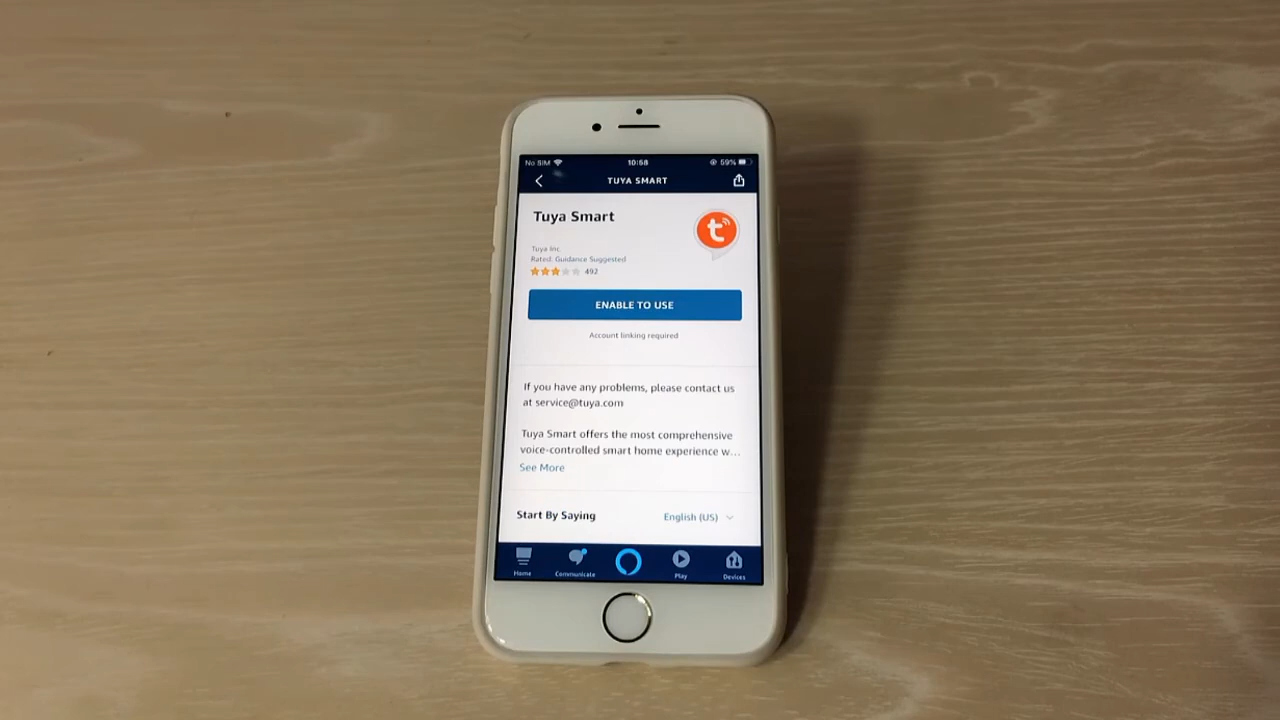 No SIM 10:58 59%
TUYA SMART
Tuya Smart
t
Tuya Inc.
Rated: Guidance Suggested
492
ENABLE TO USE
Account linking required
If you have any problems, please contact us
at service@tuya.com
Tuya Smart offers the most comprehensive
voice-controlled smart home experience w...
See More
Start By Saying English (US)
Home Communicate Play Devices